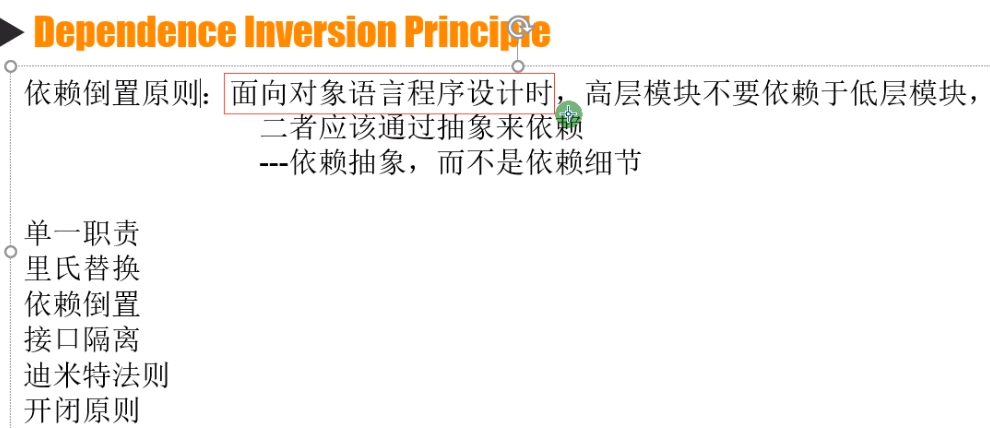 Dependence Inversion Principle
依赖倒置原则：面向对象语言程序设计时，高层模块不要依赖于低层模块，
二者应该通过抽象来依赖
---依赖抽象，而不是依赖细节
单一职责
里氏替换
依赖倒置
接口隔离
迪米特法则
开闭原则